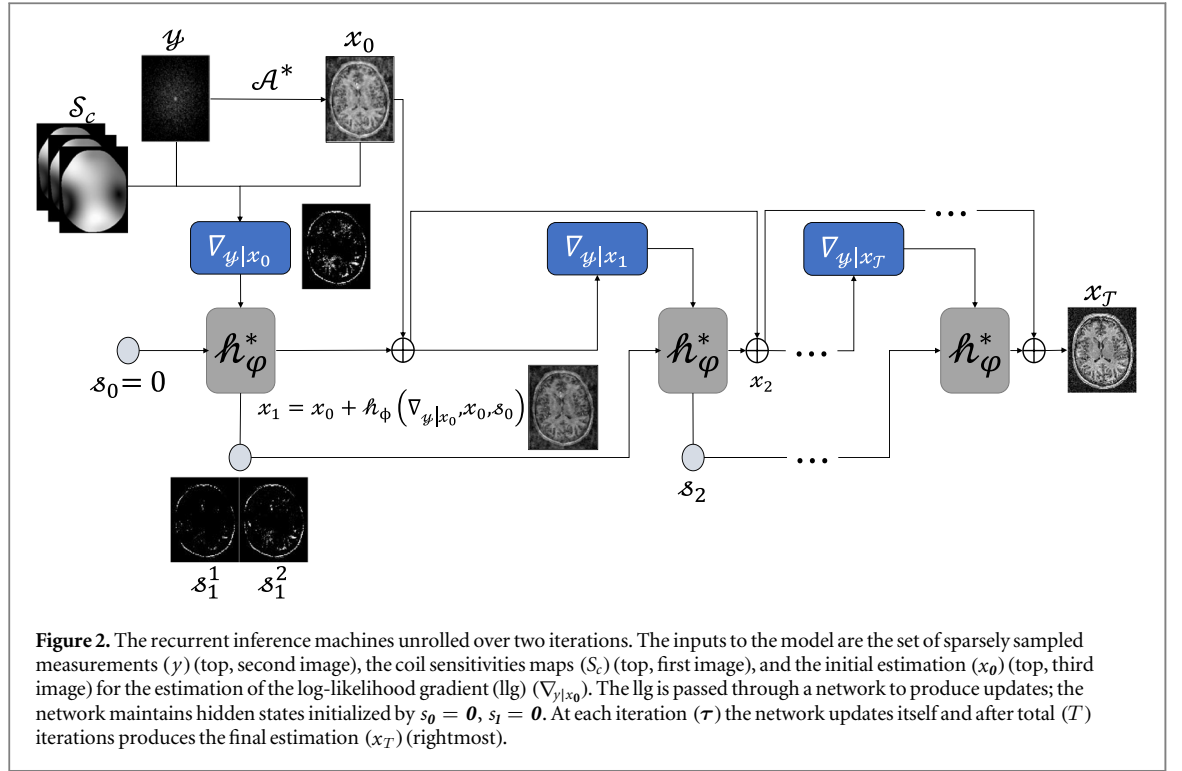 𝓎
x₀
𝒜*
𝒮_c
∇_{𝓎|x₀}
∇_{𝓎|x₁}
∇_{𝓎|x_𝒯}
...
x_𝒯
𝓈₀ = 0
𝒽*_φ
𝒽*_φ
...
𝒽*_φ
x₂
x₁ = x₀ + 𝒽_ϕ (∇_{𝓎|x₀}, x₀, 𝓈₀)
...
𝓈₂
𝓈₁¹ 𝓈₁²
Figure 2. The recurrent inference machines unrolled over two iterations. The inputs to the model are the set of sparsely sampled
measurements (y) (top, second image), the coil sensitivities maps (S_c) (top, first image), and the initial estimation (x₀) (top, third
image) for the estimation of the log-likelihood gradient (llg) (∇_{y|x₀}). The llg is passed through a network to produce updates; the
network maintains hidden states initialized by s₀ = 0, s₁ = 0. At each iteration (τ) the network updates itself and after total (T)
iterations produces the final estimation (x_T) (rightmost).